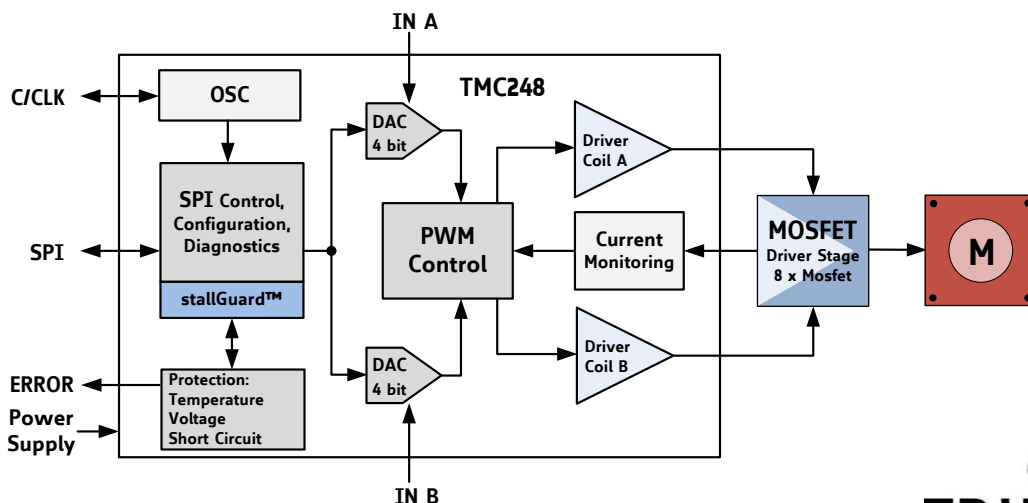 IN A
TMC248
C/CLK
OSC
DAC
4 bit
Driver
Coil A
SPI Control,
Configuration,
Diagnostics
SPI
stallGuard™
PWM
Control
Current
Monitoring
MOSFET
Driver Stage
8 x Mosfet
M
DAC
4 bit
Driver
Coil B
ERROR
Protection:
Temperature
Voltage
Short Circuit
Power
Supply
IN B